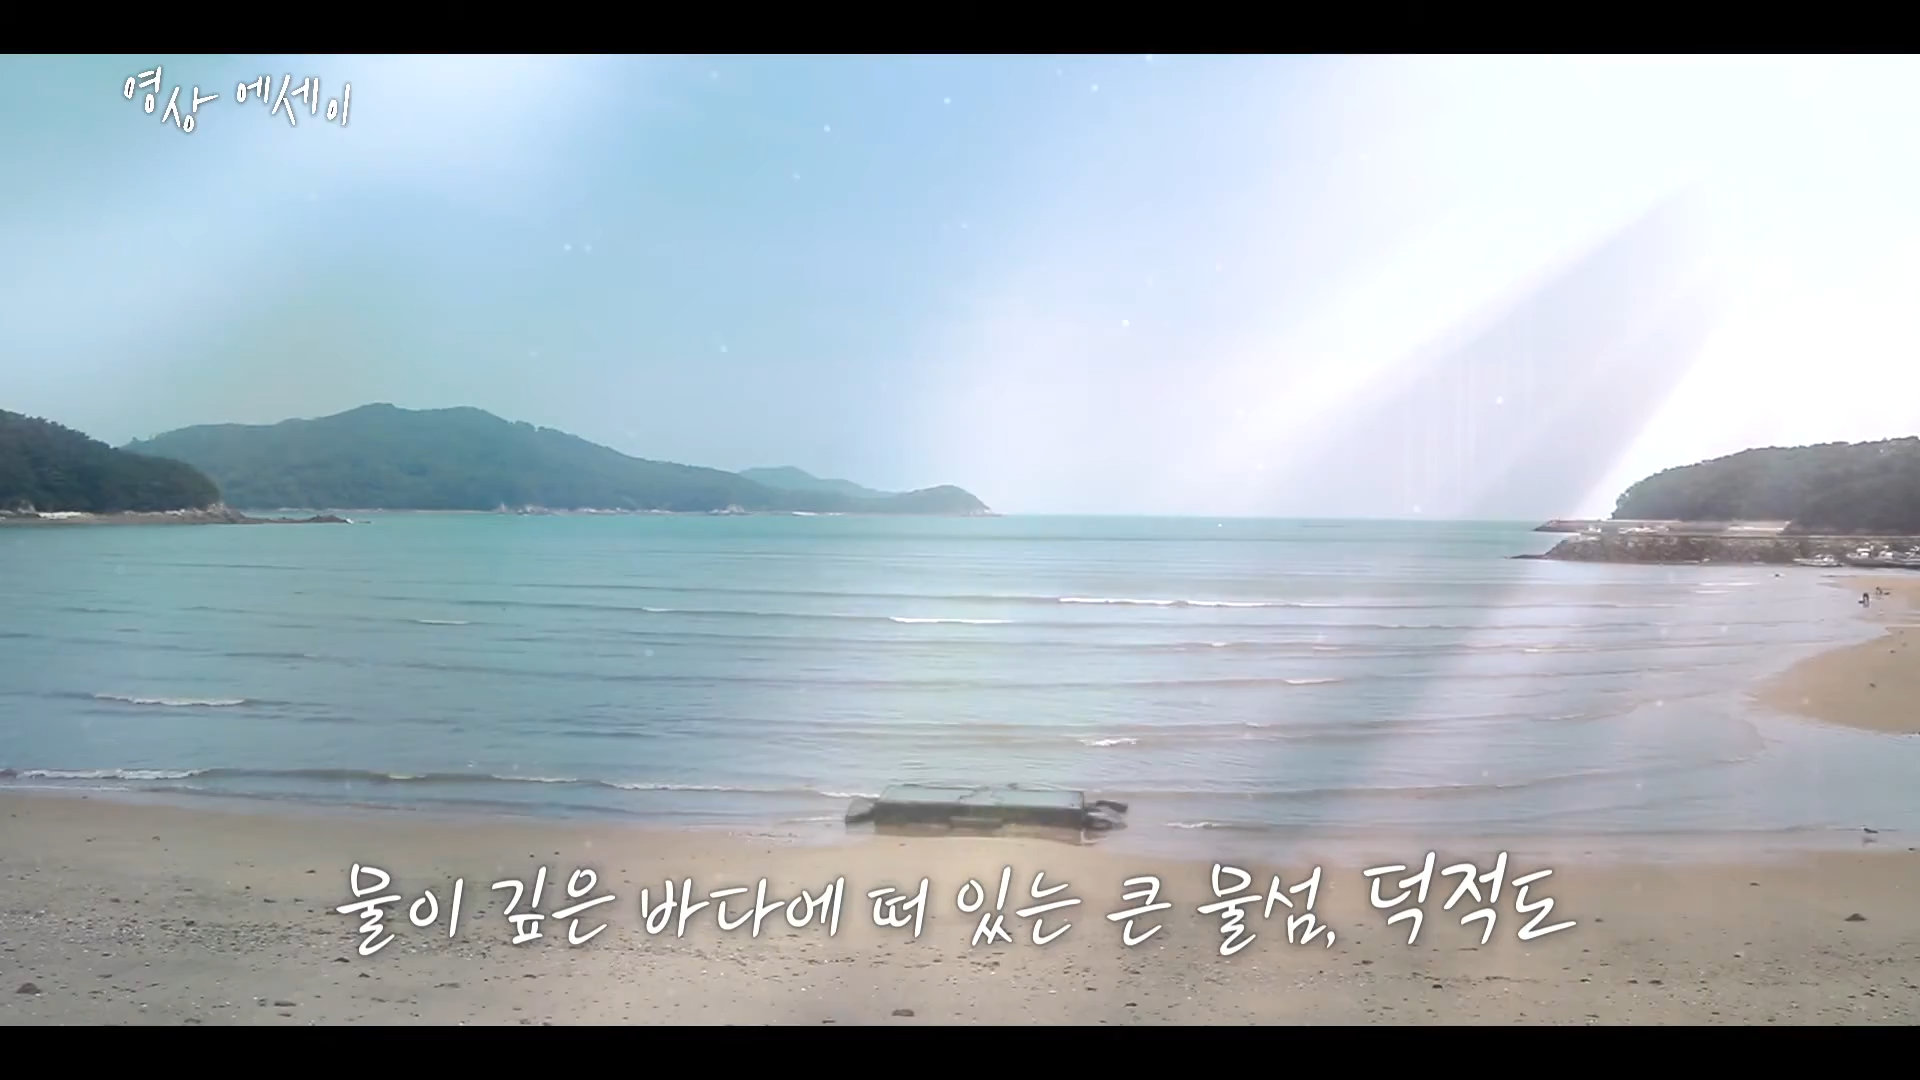 영상 에세이
물이 깊은 바다에 떠 있는 큰 물섬, 덕적도